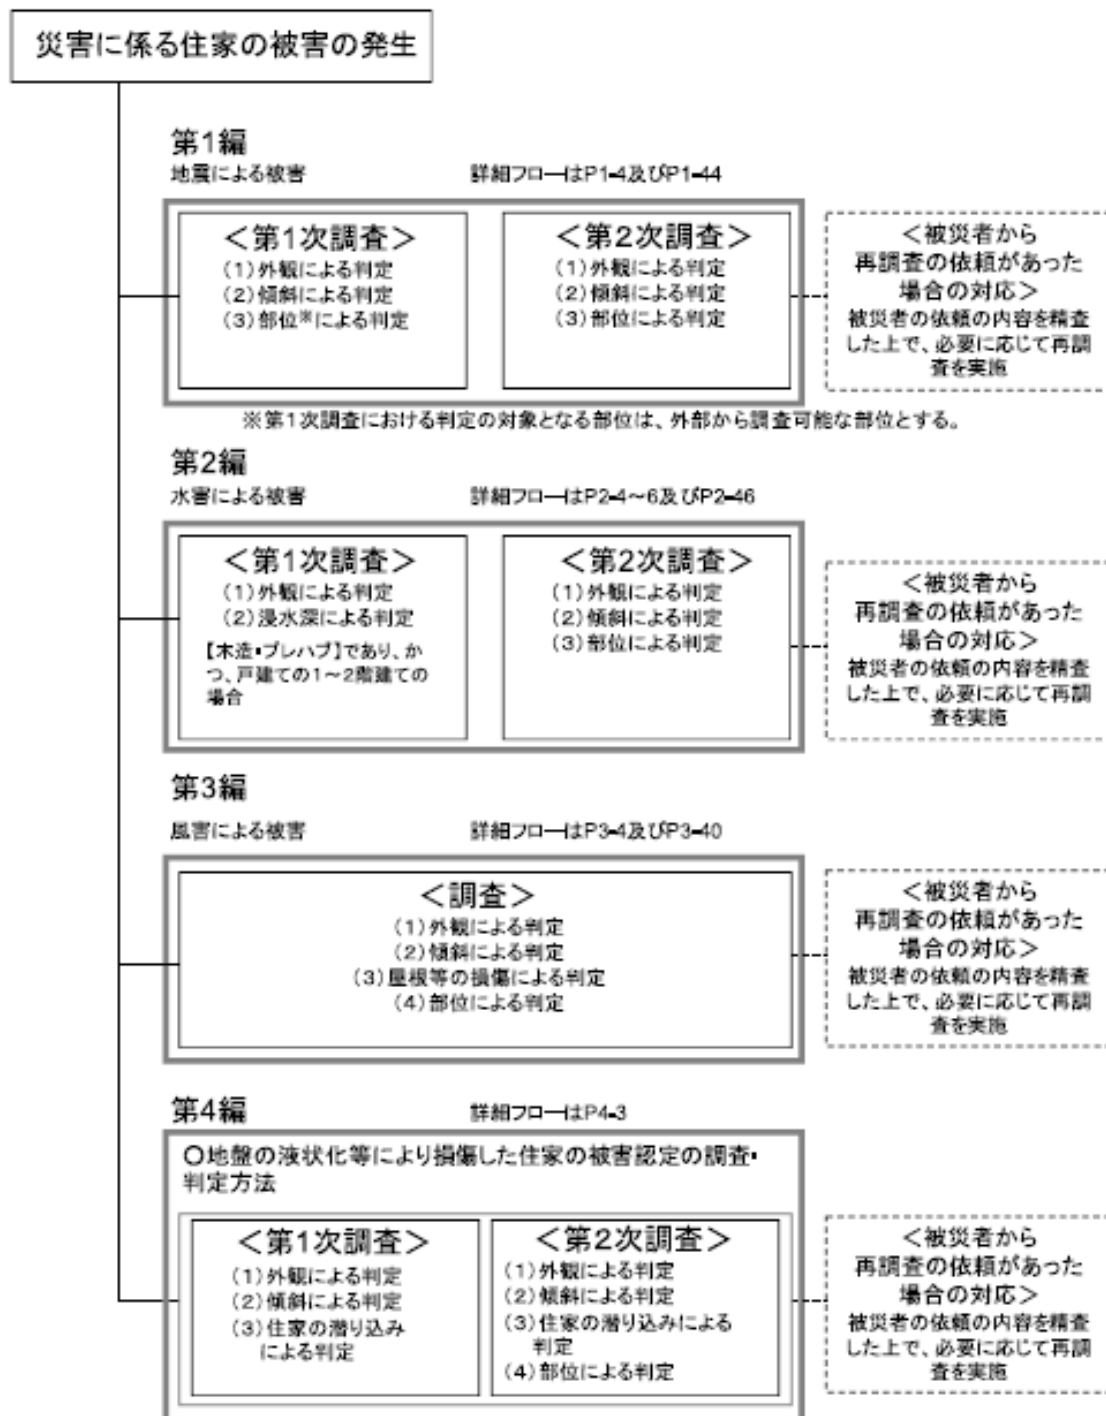 災害に係る住家の被害の発生
第1編
地震による被害　詳細フローはP1-4及びP1-44
＜第1次調査＞
(1)外観による判定
(2)傾斜による判定
(3)部位※による判定
＜第2次調査＞
(1)外観による判定
(2)傾斜による判定
(3)部位による判定
＜被災者から
再調査の依頼があった
場合の対応＞
被災者の依頼の内容を精査
した上で、必要に応じて再調
査を実施
※第1次調査における判定の対象となる部位は、外部から調査可能な部位とする。
第2編
水害による被害　詳細フローはP2-4～6及びP2-46
＜第1次調査＞
(1)外観による判定
(2)浸水深による判定
【木造・プレハブ】であり、か
つ、戸建ての1～2階建ての
場合
＜第2次調査＞
(1)外観による判定
(2)傾斜による判定
(3)部位による判定
＜被災者から
再調査の依頼があった
場合の対応＞
被災者の依頼の内容を精査
した上で、必要に応じて再調
査を実施
第3編
風害による被害　詳細フローはP3-4及びP3-40
＜調査＞
(1)外観による判定
(2)傾斜による判定
(3)屋根等の損傷による判定
(4)部位による判定
＜被災者から
再調査の依頼があった
場合の対応＞
被災者の依頼の内容を精査
した上で、必要に応じて再調
査を実施
第4編　詳細フローはP4-3
○地盤の液状化等により損傷した住家の被害認定の調査・
判定方法
＜第1次調査＞
(1)外観による判定
(2)傾斜による判定
(3)住家の潜り込み
による判定
＜第2次調査＞
(1)外観による判定
(2)傾斜による判定
(3)住家の潜り込みによる
判定
(4)部位による判定
＜被災者から
再調査の依頼があった
場合の対応＞
被災者の依頼の内容を精査
した上で、必要に応じて再調
査を実施